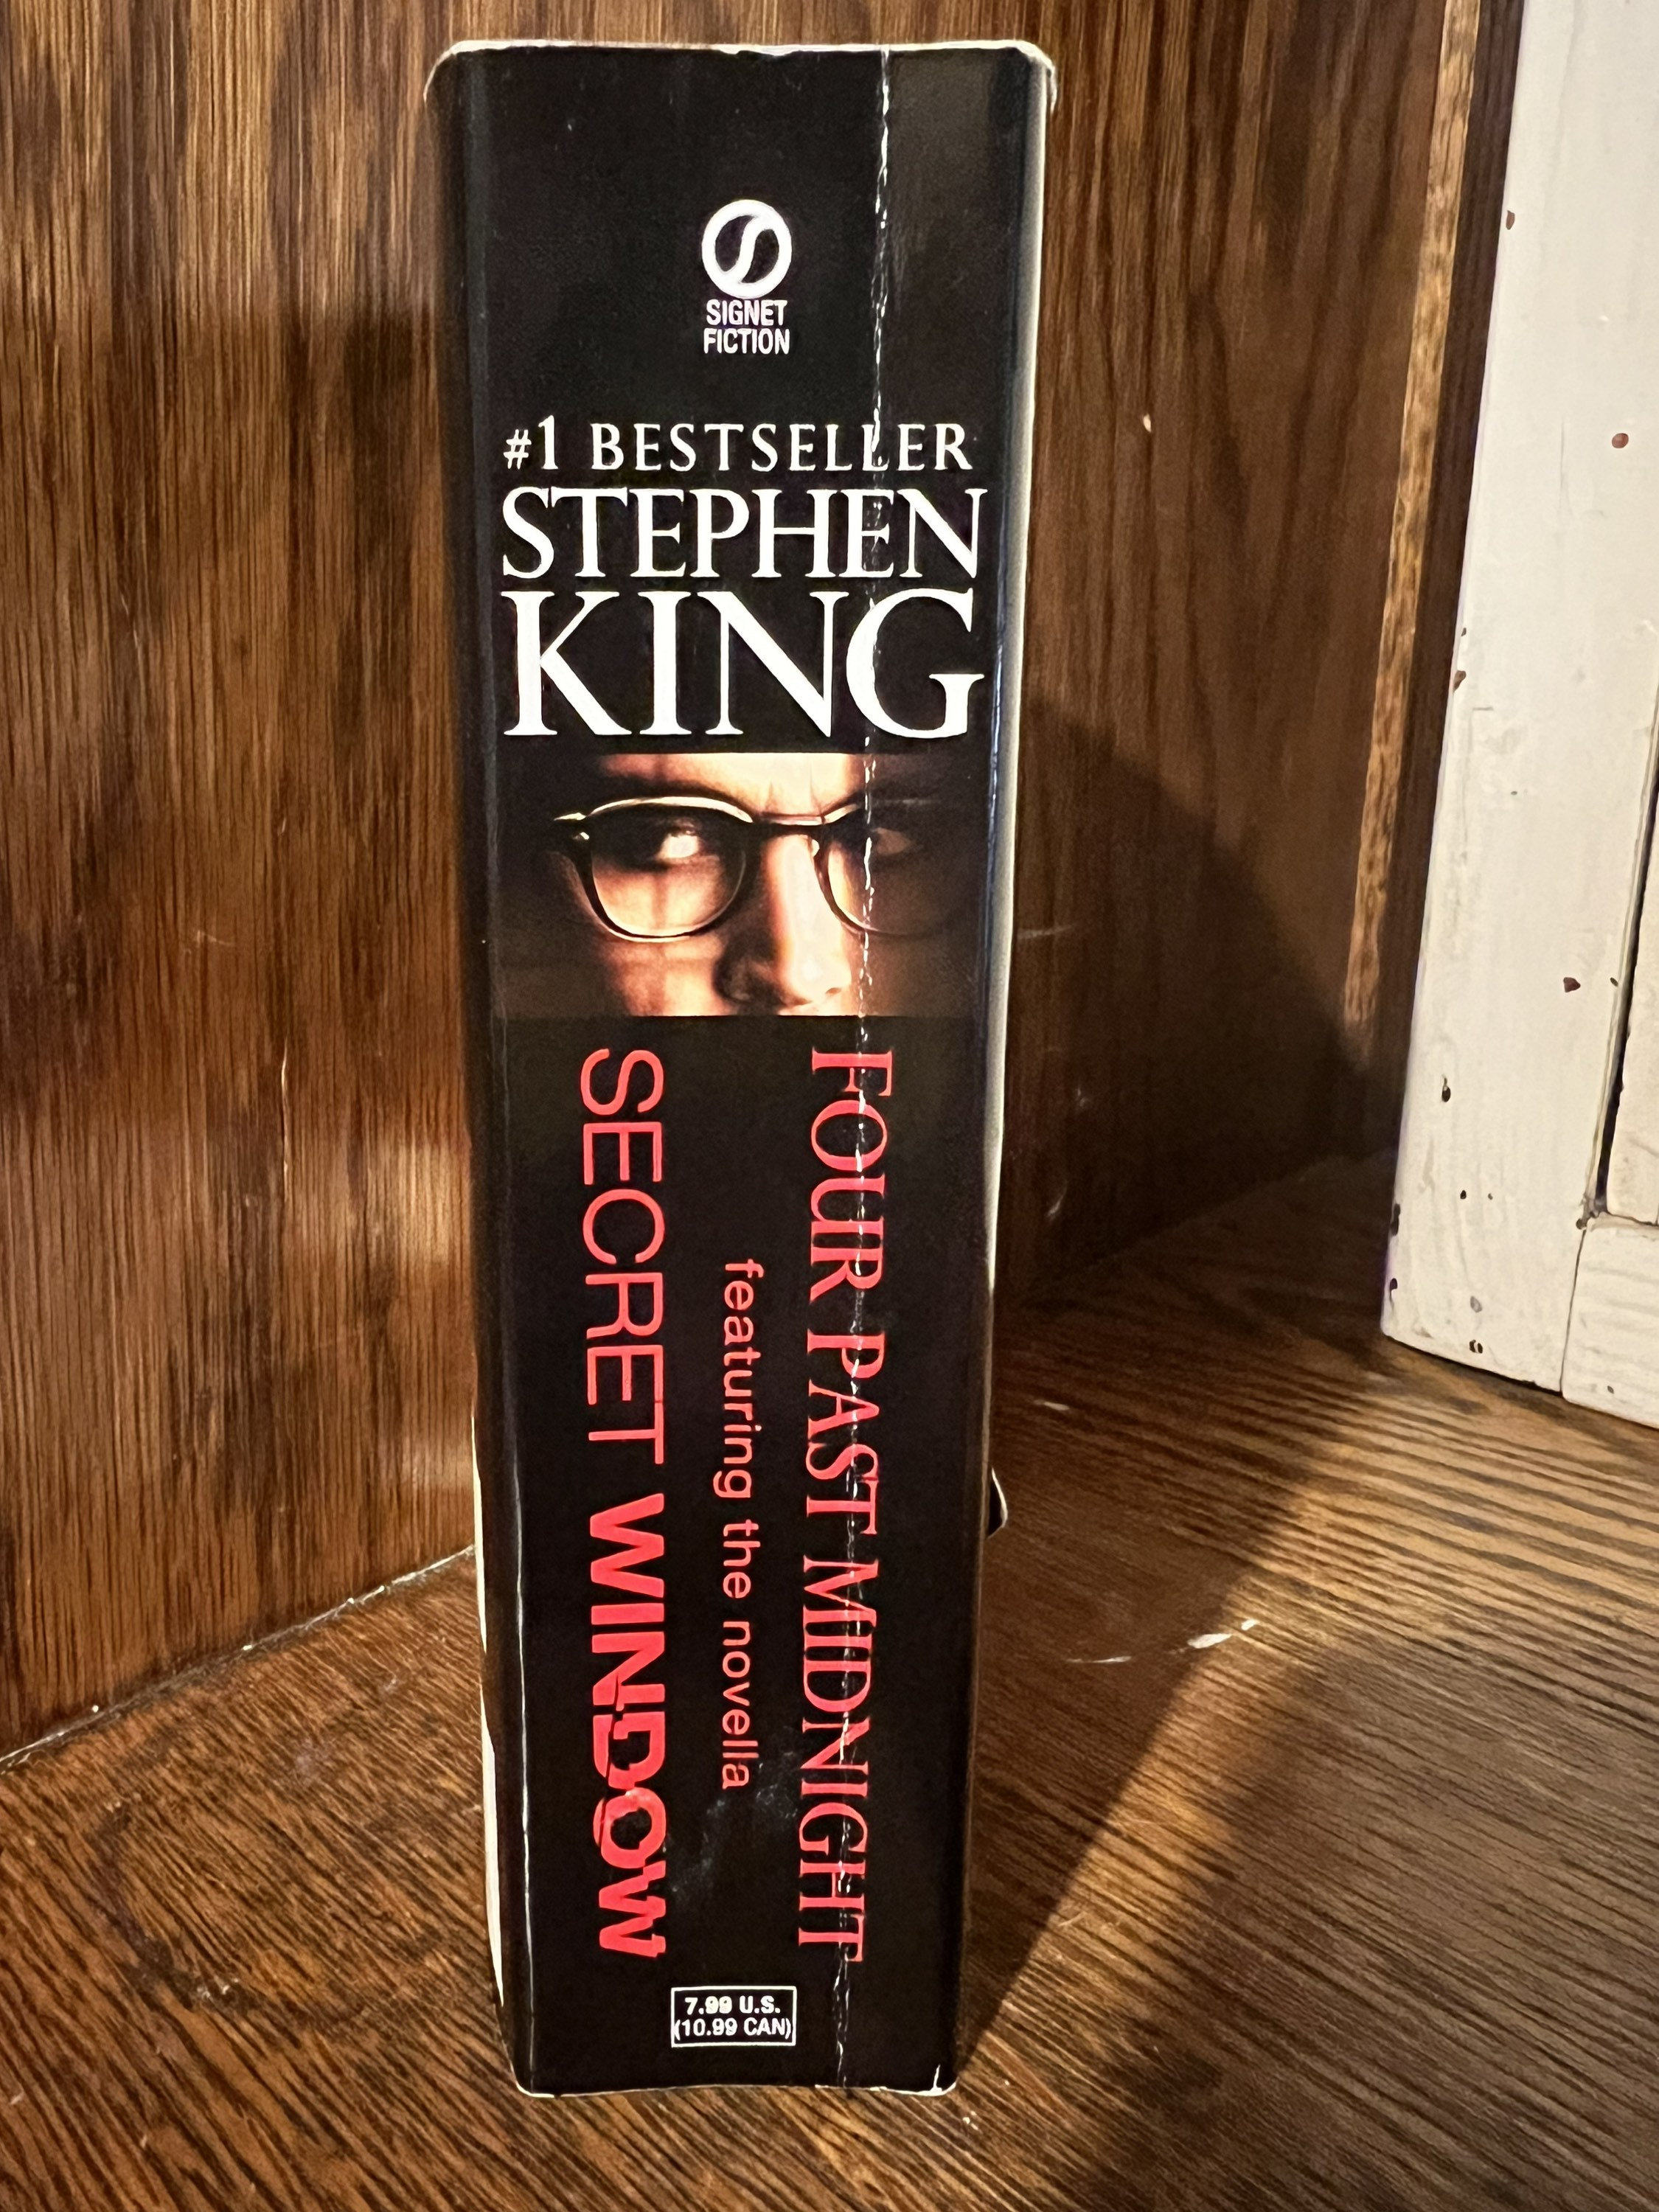 SIGNET
FICTION
#1 BESTSELLER
STEPHEN
KING
FOUR PAST MIDNIGHT
featuring the novella
SECRET WINDOW
7.99 U.S.
(10.99 CAN)